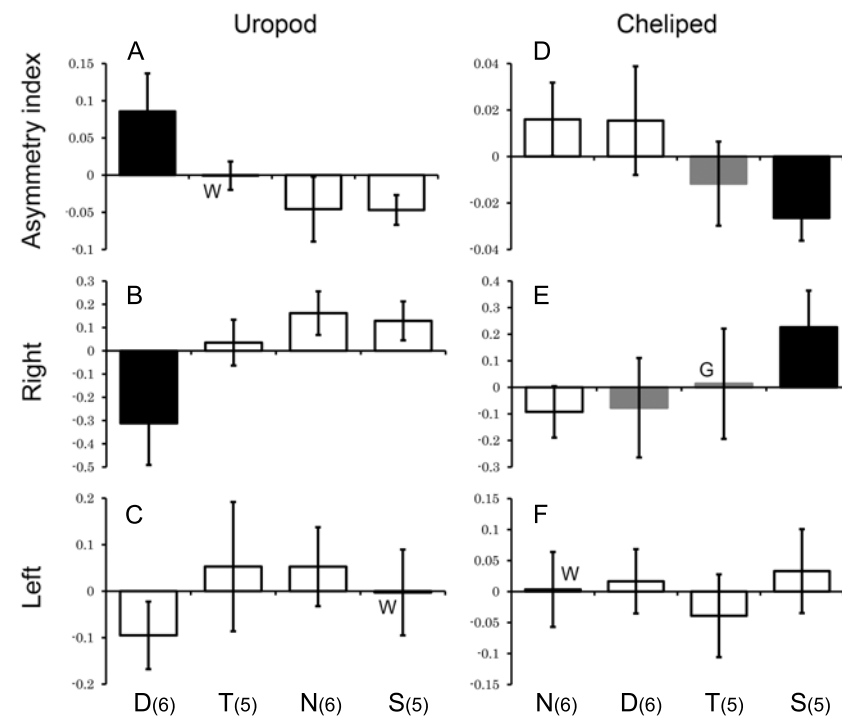 Uropod
Cheliped
Asymmetry index
A
0.15
0.1
0.05
0
-0.05
-0.1
W
D
0.04
0.02
0
-0.02
-0.04
Right
B
0.3
0.2
0.1
0
-0.1
-0.2
-0.3
-0.4
-0.5
E
0.4
0.3
0.2
0.1
0
-0.1
-0.2
-0.3
G
Left
C
0.2
0.1
0
-0.1
-0.2
W
D(6) T(5) N(6) S(5)
F
0.15
0.1
0.05
0
-0.05
-0.1
-0.15
W
N(6) D(6) T(5) S(5)